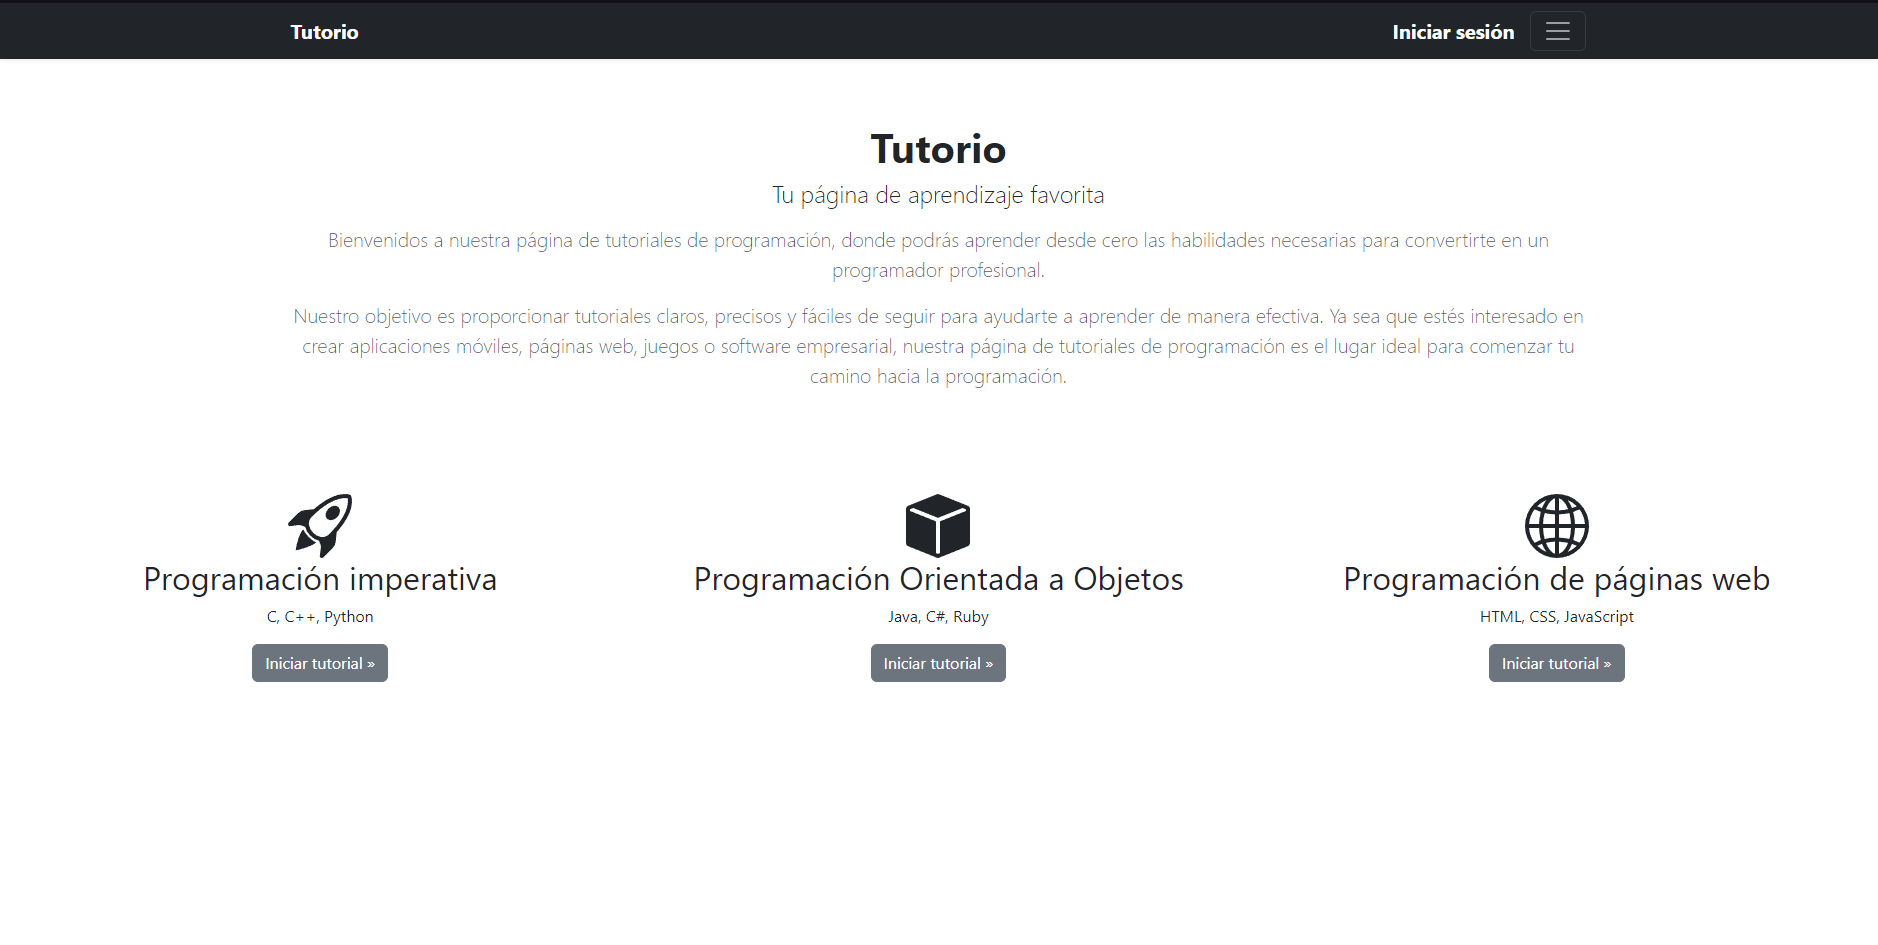 Tutorio
Iniciar sesión
Tutorio
Tu página de aprendizaje favorita
Bienvenidos a nuestra página de tutoriales de programación, donde podrás aprender desde cero las habilidades necesarias para convertirte en un
programador profesional.
Nuestro objetivo es proporcionar tutoriales claros, precisos y fáciles de seguir para ayudarte a aprender de manera efectiva. Ya sea que estés interesado en
crear aplicaciones móviles, páginas web, juegos o software empresarial, nuestra página de tutoriales de programación es el lugar ideal para comenzar tu
camino hacia la programación.
Programación imperativa
C, C++, Python
Iniciar tutorial »
Programación Orientada a Objetos
Java, C#, Ruby
Iniciar tutorial »
Programación de páginas web
HTML, CSS, JavaScript
Iniciar tutorial »